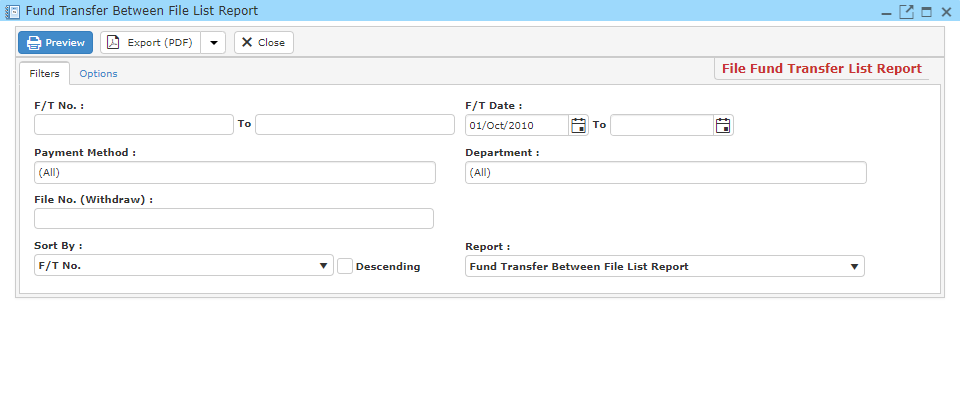 Fund Transfer Between File List Report
Preview Export (PDF) Close
Filters Options File Fund Transfer List Report
F/T No. : F/T Date :
To 01/Oct/2010 To
Payment Method : Department :
(All) (All)
File No. (Withdraw) :
Sort By : Report :
F/T No. Descending Fund Transfer Between File List Report